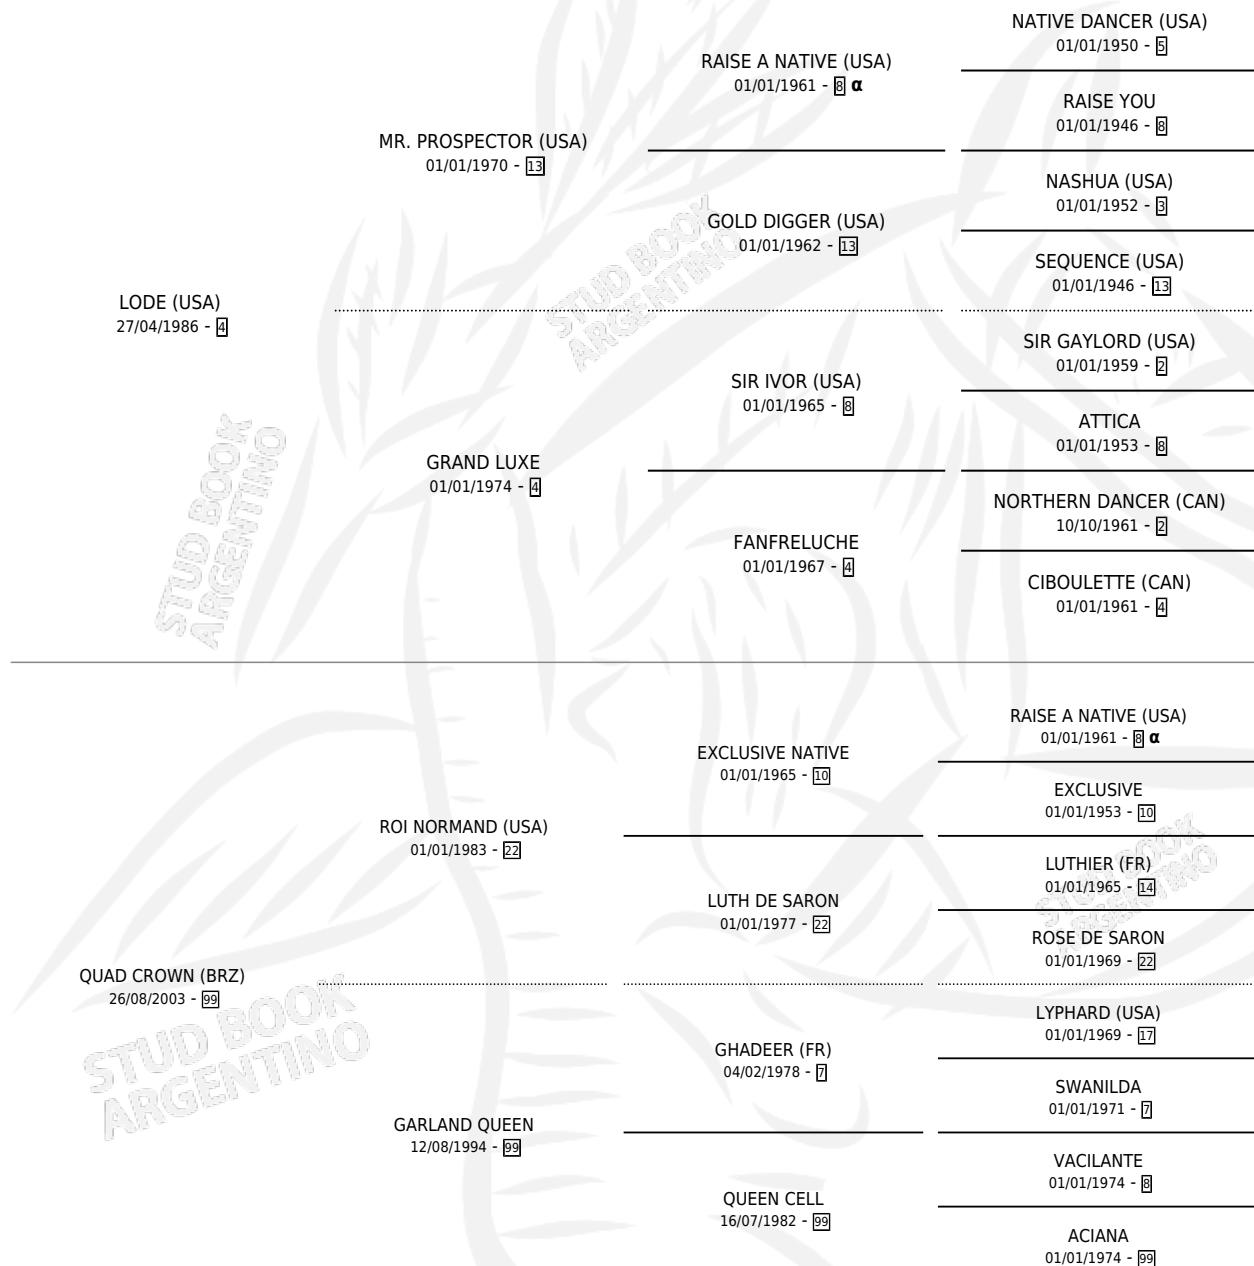 NATIVE DANCER (USA)
01/01/1950 - 5
RAISE A NATIVE (USA)
01/01/1961 - 8 α
RAISE YOU
01/01/1946 - 8
MR. PROSPECTOR (USA)
01/01/1970 - 13
NASHUA (USA)
01/01/1952 - 3
GOLD DIGGER (USA)
01/01/1962 - 13
SEQUENCE (USA)
01/01/1946 - 13
STUD BOOK
ARGENTINO
LODE (USA)
27/04/1986 - 4
SIR GAYLORD (USA)
01/01/1959 - 2
SIR IVOR (USA)
01/01/1965 - 8
ATTICA
01/01/1953 - 8
GRAND LUXE
01/01/1974 - 4
STUD BOOK
ARGENTINO
NORTHERN DANCER (CAN)
10/10/1961 - 2
FANFRELUCHE
01/01/1967 - 4
CIBOULETTE (CAN)
01/01/1961 - 4
RAISE A NATIVE (USA)
01/01/1961 - 8 α
EXCLUSIVE NATIVE
01/01/1965 - 10
EXCLUSIVE
01/01/1953 - 10
ROI NORMAND (USA)
01/01/1983 - 22
LUTHIER (FR)
01/01/1965 - 14
STUD BOOK
ARGENTINO
LUTH DE SARON
01/01/1977 - 22
ROSE DE SARON
01/01/1969 - 22
QUAD CROWN (BRZ)
26/08/2003 - 99
STUD BOOK
ARGENTINO
LYPHARD (USA)
01/01/1969 - 17
GHADEER (FR)
04/02/1978 - 7
SWANILDA
01/01/1971 - 7
GARLAND QUEEN
12/08/1994 - 99
VACILANTE
01/01/1974 - 8
QUEEN CELL
16/07/1982 - 99
ACIANA
01/01/1974 - 99